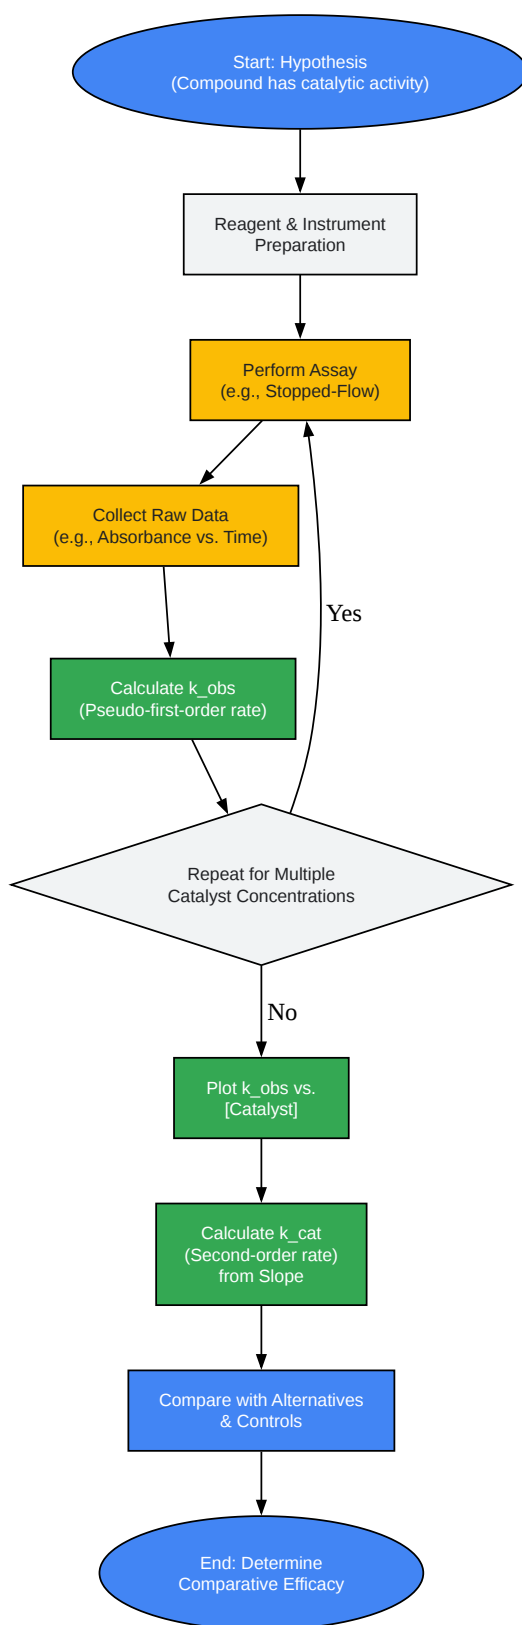 Start: Hypothesis
(Compound has catalytic activity)
Reagent & Instrument
Preparation
Perform Assay
(e.g., Stopped-Flow)
Collect Raw Data
(e.g., Absorbance vs. Time)
Yes
Calculate k_obs
(Pseudo-first-order rate)
Repeat for Multiple
Catalyst Concentrations
No
Plot k_obs vs.
[Catalyst]
Calculate k_cat
(Second-order rate)
from Slope
Compare with Alternatives
& Controls
End: Determine
Comparative Efficacy